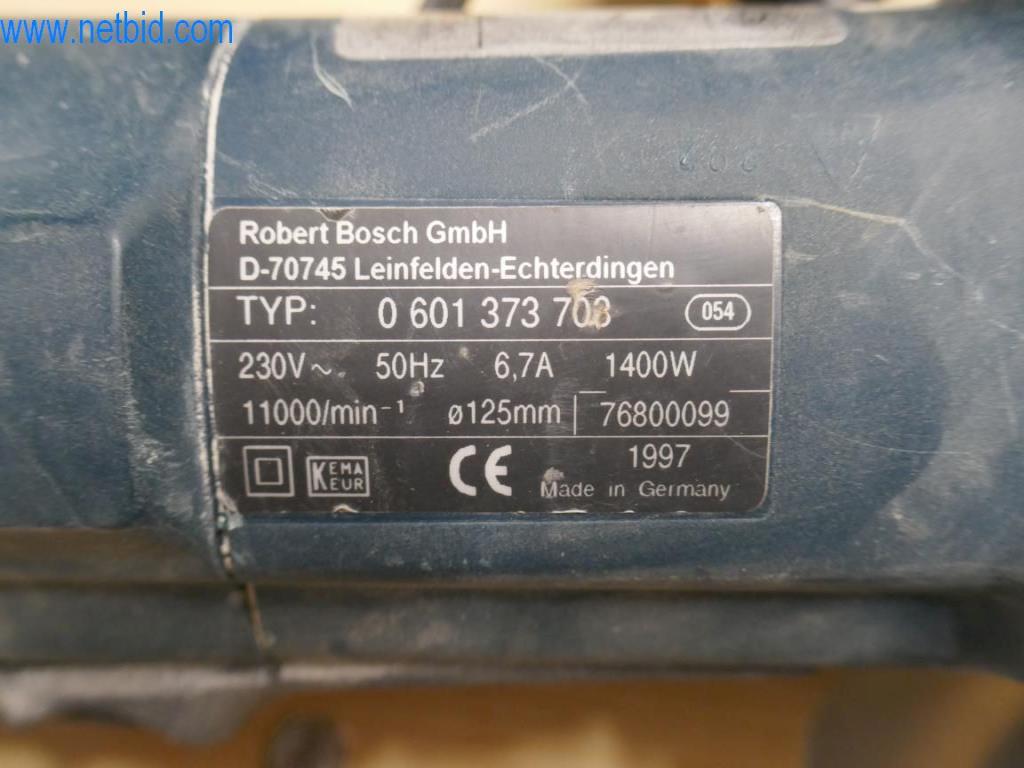 www.netbid.com
Robert Bosch GmbH
D-70745 Leinfelden-Echterdingen
TYP: 0 601 373 703 054
230V~ 50Hz 6,7A 1400W
11000/min⁻¹ ø125mm 76800099
KEMA KEUR CE 1997
Made in Germany